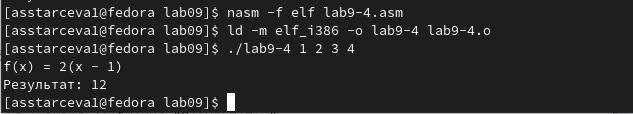 [asstarceva1@fedora lab09]$ nasm -f elf lab9-4.asm
[asstarceva1@fedora lab09]$ ld -m elf_i386 -o lab9-4 lab9-4.o
[asstarceva1@fedora lab09]$ ./lab9-4 1 2 3 4
f(x) = 2(x - 1)
Результат: 12
[asstarceva1@fedora lab09]$